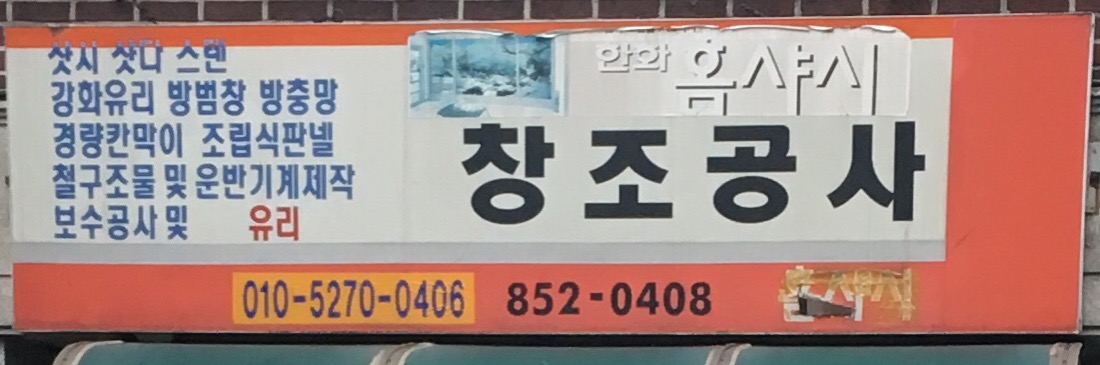 샷시 샷다 스텐
강화유리 방범창 방충망
경량칸막이 조립식판넬
철구조물 및 운반기계제작
보수공사 및 유리
한화 홈샤시
창조공사
010-5270-0406 852-0408